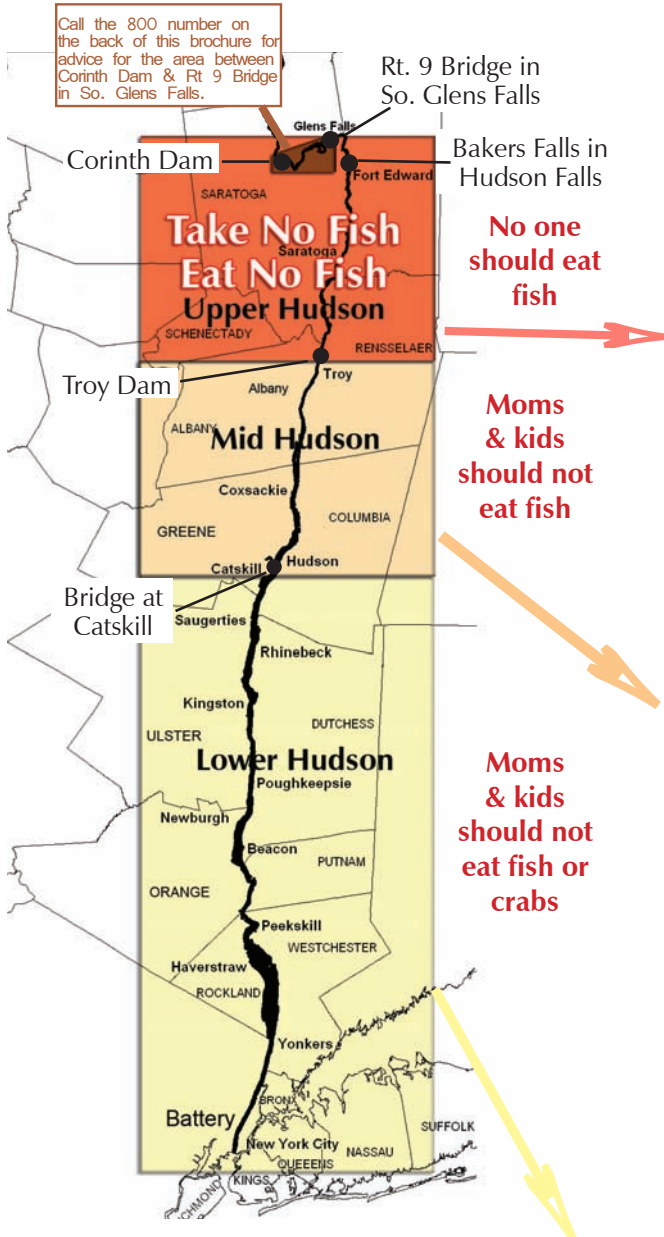 Call the 800 number on
the back of this brochure for
advice for the area between
Corinth Dam & Rt 9 Bridge
in So. Glens Falls.
Rt. 9 Bridge in
So. Glens Falls
Glens Falls
Corinth Dam
Bakers Falls in
Hudson Falls
Fort Edward
SARATOGA
Take No Fish
Saratoga
Eat No Fish
Upper Hudson
No one
should eat
fish
SCHENECTADY
RENSSELAER
Troy Dam
Troy
Albany
ALBANY
Mid Hudson
Moms
& kids
should not
eat fish
Coxsackie
COLUMBIA
GREENE
Hudson
Catskill
Bridge at
Catskill
Saugerties
Rhinebeck
Kingston
DUTCHESS
ULSTER
Lower Hudson
Poughkeepsie
Moms
& kids
should not
eat fish or
crabs
Newburgh
Beacon
PUTNAM
ORANGE
Peekskill
WESTCHESTER
Haverstraw
ROCKLAND
Yonkers
BRONX
Battery
SUFFOLK
New York City
NASSAU
QUEEENS
KINGS